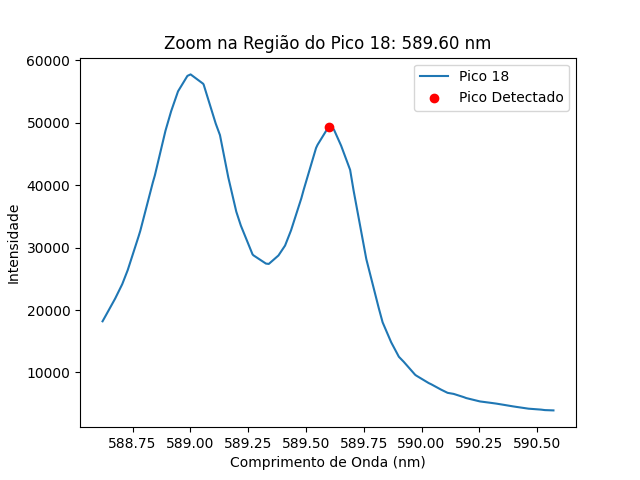 Zoom na Região do Pico 18: 589.60 nm
Pico 18
Pico Detectado
Intensidade
60000
50000
40000
30000
20000
10000
588.75 589.00 589.25 589.50 589.75 590.00 590.25 590.50
Comprimento de Onda (nm)